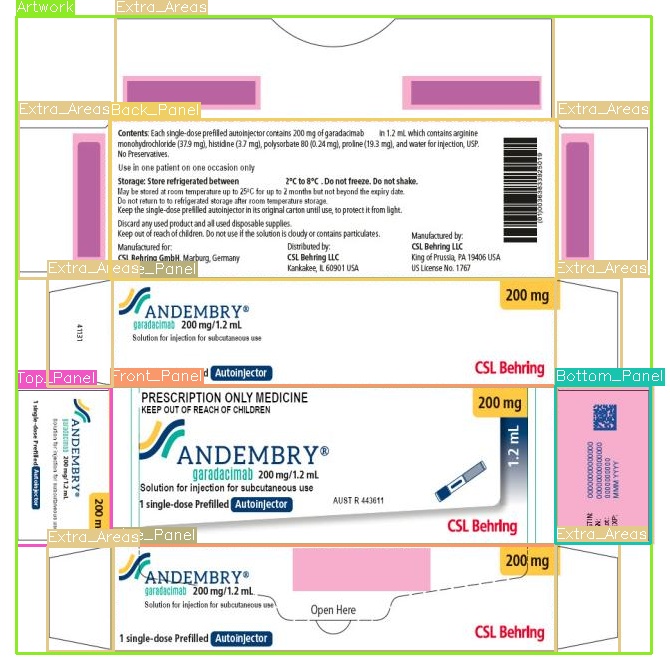 Artwork
Extra_Areas
Extra_Areas
Back_Panel
Extra_Areas
Contents: Each single-dose prefilled autoinjector contains 200 mg of garadacimab in 1.2 mL which contains arginine
monohydrochloride (37.9 mg), histidine (3.7 mg), polysorbate 80 (0.24 mg), proline (19.3 mg), and water for injection, USP.
No Preservatives.
Use in one patient on one occasion only
Storage: Store refrigerated between 2°C to 8°C . Do not freeze. Do not shake.
May be stored at room temperature up to 25°C for up to 2 months but not beyond the expiry date.
Do not return to to refrigerated storage after room temperature storage.
Keep the single-dose prefilled autoinjector in its original carton until use, to protect it from light.
Discard any used product and all used disposable supplies.
Keep out of reach of children. Do not use if the solution is cloudy or contains particulates.
Manufactured for:
CSL Behring GmbH, Marburg, Germany
Distributed by:
CSL Behring LLC
Kankakee, IL 60901 USA
Manufactured by:
CSL Behring LLC
King of Prussia, PA 19406 USA
US License No. 1767
Extra_Areas
_Panel
Extra_Areas
41131
200 mg
ANDEMBRY®
garadacimab 200 mg/1.2 mL
Solution for injection for subcutaneous use
d Autoinjector
CSL Behring
Top_Panel
Front_Panel
Bottom_Panel
ANDEMBRY®
garadacimab 200 mg/1.2 mL
Solution for injection for subcutaneous use
1 single-dose Prefilled Autoinjector
200 m
PRESCRIPTION ONLY MEDICINE
KEEP OUT OF REACH OF CHILDREN
200 mg
1.2 mL
ANDEMBRY®
garadacimab 200 mg/1.2 mL
Solution for injection for subcutaneous use
1 single-dose Prefilled Autoinjector
AUST R 443611
CSL Behring
MMM YYYY
Extra_Areas
_Panel
Extra_Areas
200 mg
ANDEMBRY®
garadacimab 200 mg/1.2 mL
Solution for injection for subcutaneous use
Open Here
1 single-dose Prefilled Autoinjector
CSL Behring